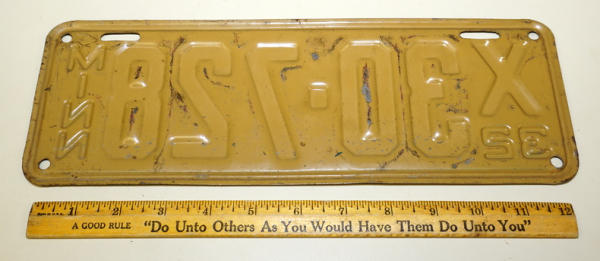 X30·728
32
MINN
1 2 3 4 5 6 7 8 9 10 11 12
A GOOD RULE "Do Unto Others As You Would Have Them Do Unto You"